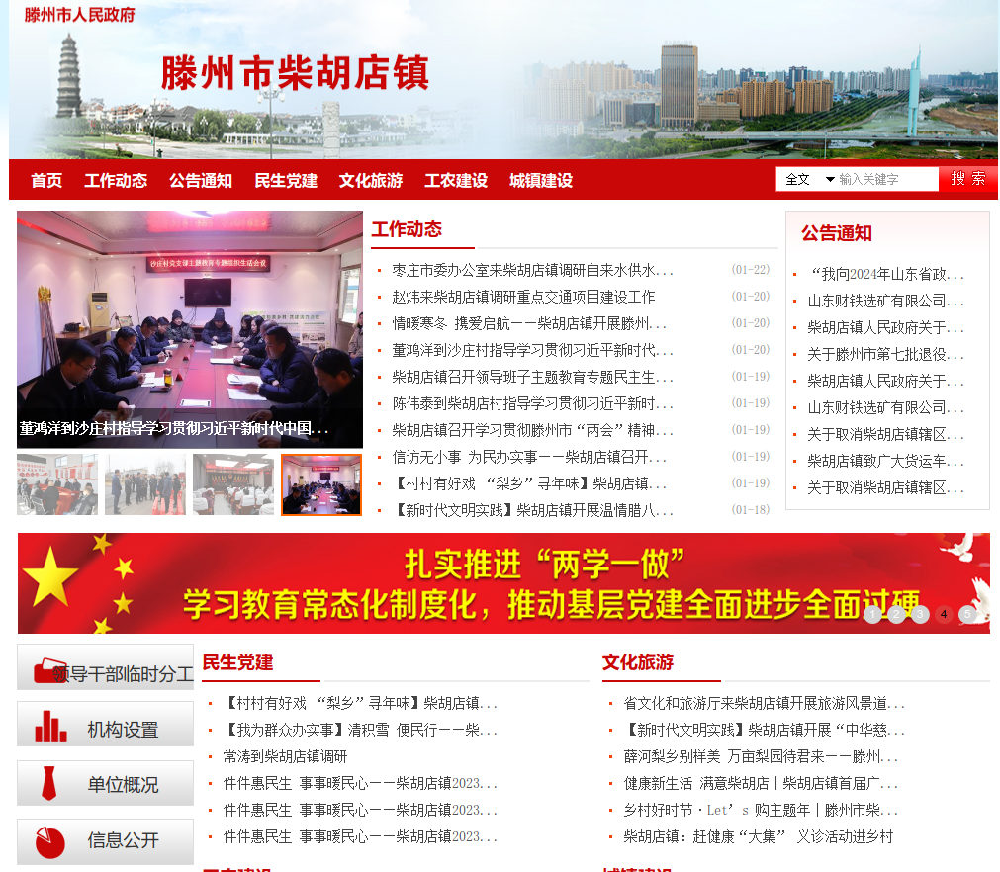 滕州市人民政府
滕州市柴胡店镇
首页 工作动态 公告通知 民生党建 文化旅游 工农建设 城镇建设 全文 输入关键字 搜 索
沙庄村党支部主题教育专题组织生活会议
董鸿洋到沙庄村指导学习贯彻习近平新时代中国...
工作动态
枣庄市委办公室来柴胡店镇调研自来水供水... (01-22)
赵炜来柴胡店镇调研重点交通项目建设工作 (01-20)
情暖寒冬 携爱启航——柴胡店镇开展滕州... (01-20)
董鸿洋到沙庄村指导学习贯彻习近平新时代... (01-20)
柴胡店镇召开领导班子主题教育专题民主生... (01-19)
陈伟泰到柴胡店村指导学习贯彻习近平新时... (01-19)
柴胡店镇召开学习贯彻滕州市“两会”精神... (01-19)
信访无小事 为民办实事——柴胡店镇召开... (01-19)
【村村有好戏 “梨乡”寻年味】柴胡店镇... (01-19)
【新时代文明实践】柴胡店镇开展温情腊八... (01-18)
公告通知
“我向2024年山东省政...
山东财铁选矿有限公司...
柴胡店镇人民政府关于...
关于滕州市第七批退役...
柴胡店镇人民政府关于...
山东财铁选矿有限公司...
关于取消柴胡店镇辖区...
柴胡店镇致广大货运车...
关于取消柴胡店镇辖区...
扎实推进“两学一做”
学习教育常态化制度化，推动基层党建全面进步全面过硬
1 2 3 4 5
领导干部临时分工
机构设置
单位概况
信息公开
民生党建
【村村有好戏 “梨乡”寻年味】柴胡店镇...
【我为群众办实事】清积雪 便民行——柴...
常涛到柴胡店镇调研
件件惠民生 事事暖民心——柴胡店镇2023...
件件惠民生 事事暖民心——柴胡店镇2023...
件件惠民生 事事暖民心——柴胡店镇2023...
文化旅游
省文化和旅游厅来柴胡店镇开展旅游风景道...
【新时代文明实践】柴胡店镇开展“中华慈...
薛河梨乡别样美 万亩梨园待君来——滕州...
健康新生活 满意柴胡店丨柴胡店镇首届广...
乡村好时节·Let’s 购主题年丨滕州市柴...
柴胡店镇：赶健康“大集” 义诊活动进乡村